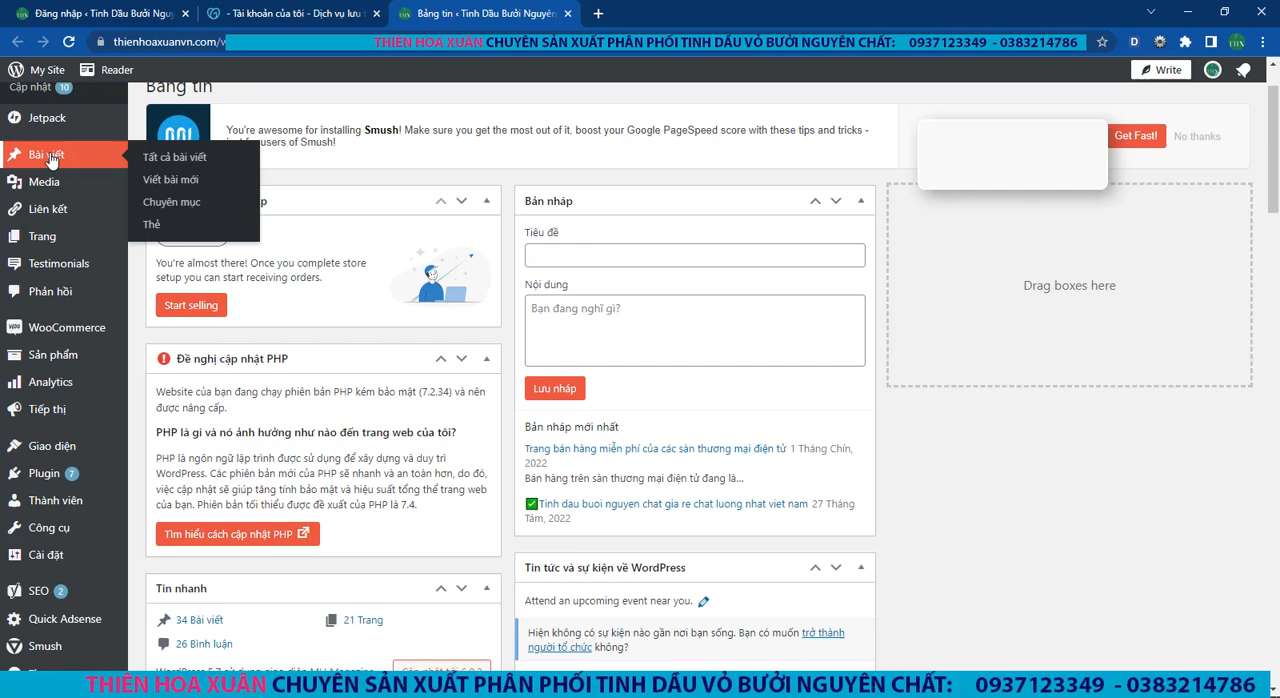 Đăng nhập ‹ Tinh Dầu Bưởi Nguy
- Tài khoản của tôi - Dịch vụ lưu t
Bảng tin ‹ Tinh Dầu Bưởi Nguyên
thienhoaxuanvn.com/w
THIÊN HOA XUÂN CHUYÊN SẢN XUẤT PHÂN PHỐI TINH DẦU VỎ BƯỞI NGUYÊN CHẤT: 0937123349 - 0383214786
My Site
Reader
Write
Cập nhật 10
Jetpack
Bài viết
Media
Liên kết
Trang
Testimonials
Phản hồi
WooCommerce
Sản phẩm
Analytics
Tiếp thị
Giao diện
Plugin 7
Thành viên
Công cụ
Cài đặt
SEO 2
Quick Adsense
Smush
Tất cả bài viết
Viết bài mới
Chuyên mục
Thẻ
Bảng tin
You're awesome for installing Smush! Make sure you get the most out of it, boost your Google PageSpeed score with these tips and tricks -
users of Smush!
Get Fast!
No thanks
You're almost there! Once you complete store
setup you can start receiving orders.
Start selling
Đề nghị cập nhật PHP
Website của bạn đang chạy phiên bản PHP kém bảo mật (7.2.34) và nên
được nâng cấp.
PHP là gì và nó ảnh hưởng như nào đến trang web của tôi?
PHP là ngôn ngữ lập trình được sử dụng để xây dựng và duy trì
WordPress. Các phiên bản mới của PHP sẽ nhanh và an toàn hơn, do đó,
việc cập nhật sẽ giúp tăng tính bảo mật và hiệu suất tổng thể trang web
của bạn. Phiên bản tối thiểu được đề xuất của PHP là 7.4.
Tìm hiểu cách cập nhật PHP
Tin nhanh
34 Bài viết
21 Trang
26 Bình luận
Bản nháp
Tiêu đề
Nội dung
Bạn đang nghĩ gì?
Lưu nháp
Bản nháp mới nhất
Trang bán hàng miễn phí của các sàn thương mại điện tử 1 Tháng Chín,
2022
Bán hàng trên sàn thương mại điện tử đang là...
✅Tinh dau buoi nguyen chat gia re chat luong nhat viet nam 27 Tháng
Tám, 2022
Tin tức và sự kiện về WordPress
Attend an upcoming event near you.
Hiện không có sự kiện nào gần nơi bạn sống. Bạn có muốn trở thành
người tổ chức không?
Drag boxes here
THIÊN HOA XUÂN CHUYÊN SẢN XUẤT PHÂN PHỐI TINH DẦU VỎ BƯỞI NGUYÊN CHẤT: 0937123349 - 0383214786